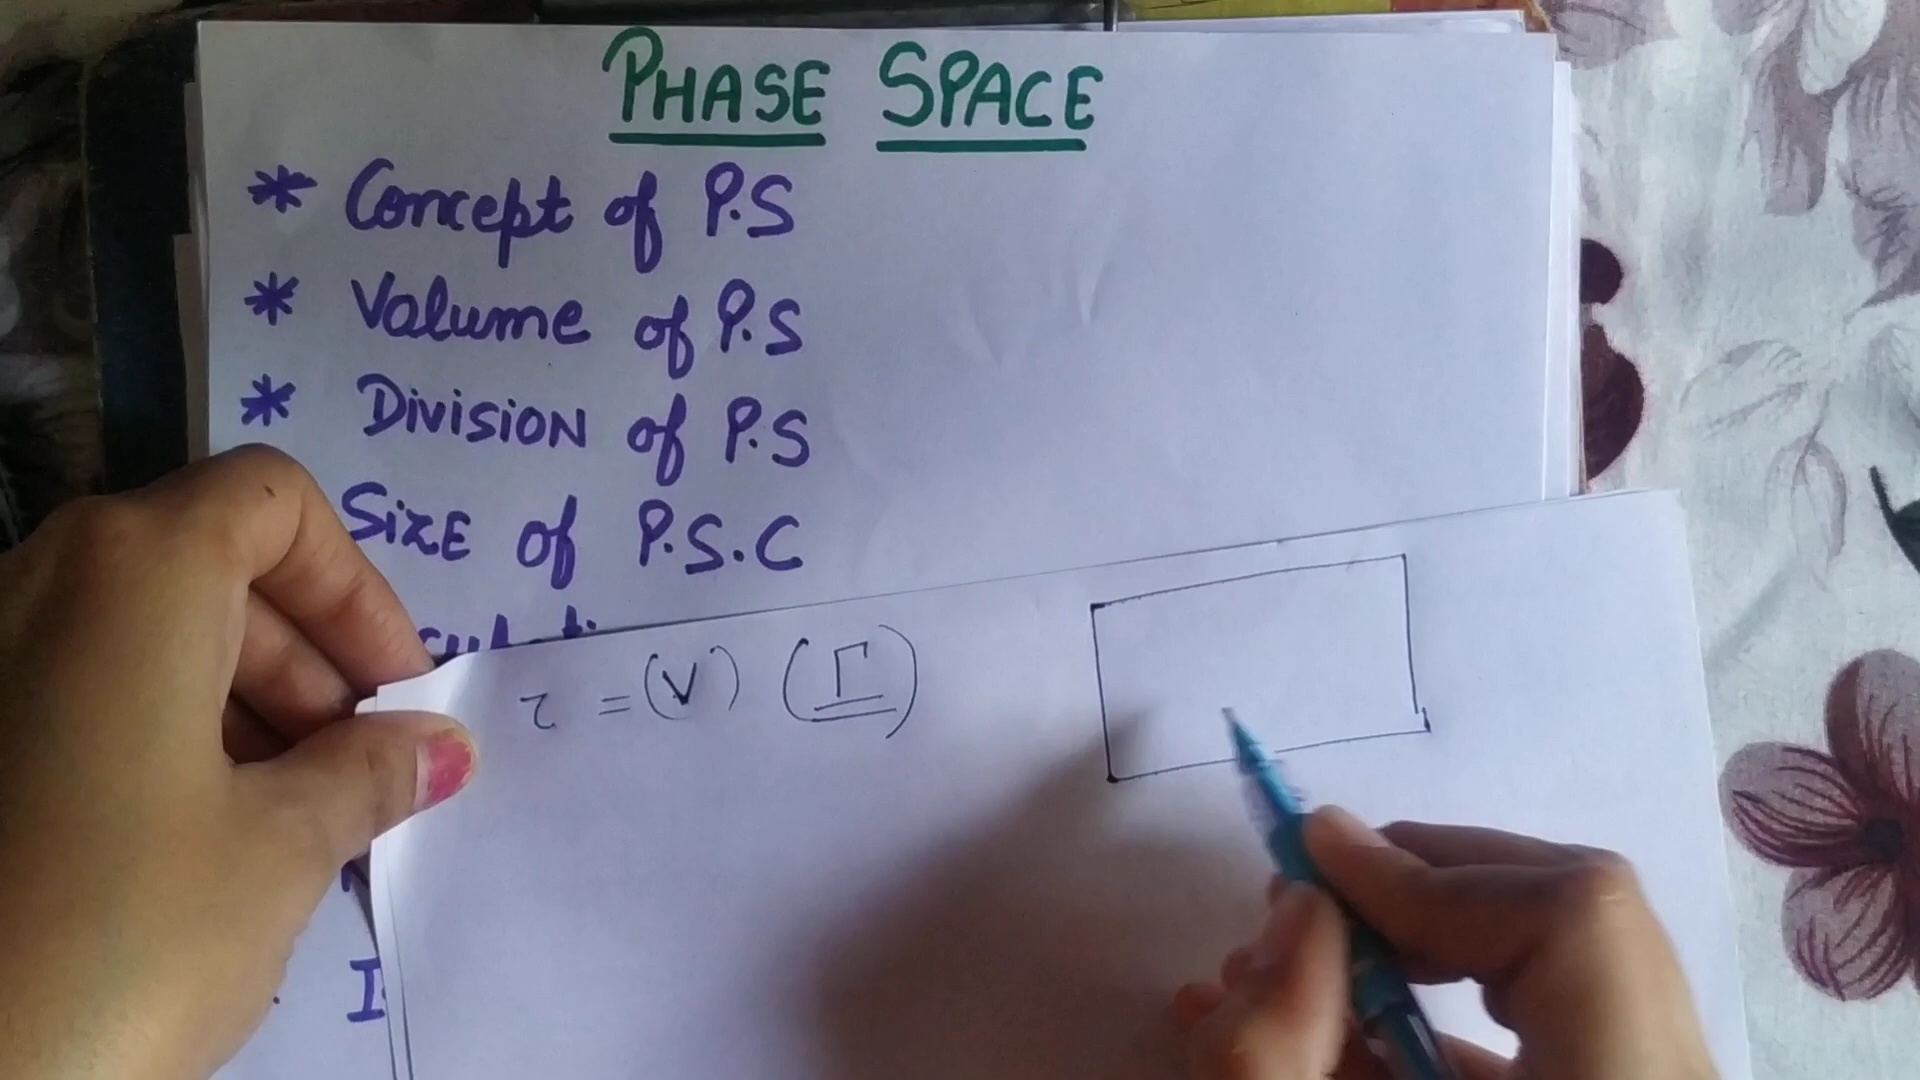 PHASE SPACE
* Concept of P.S
* Volume of P.S
* Division of P.S
Size of P.S.C
τ = (V) (Γ)